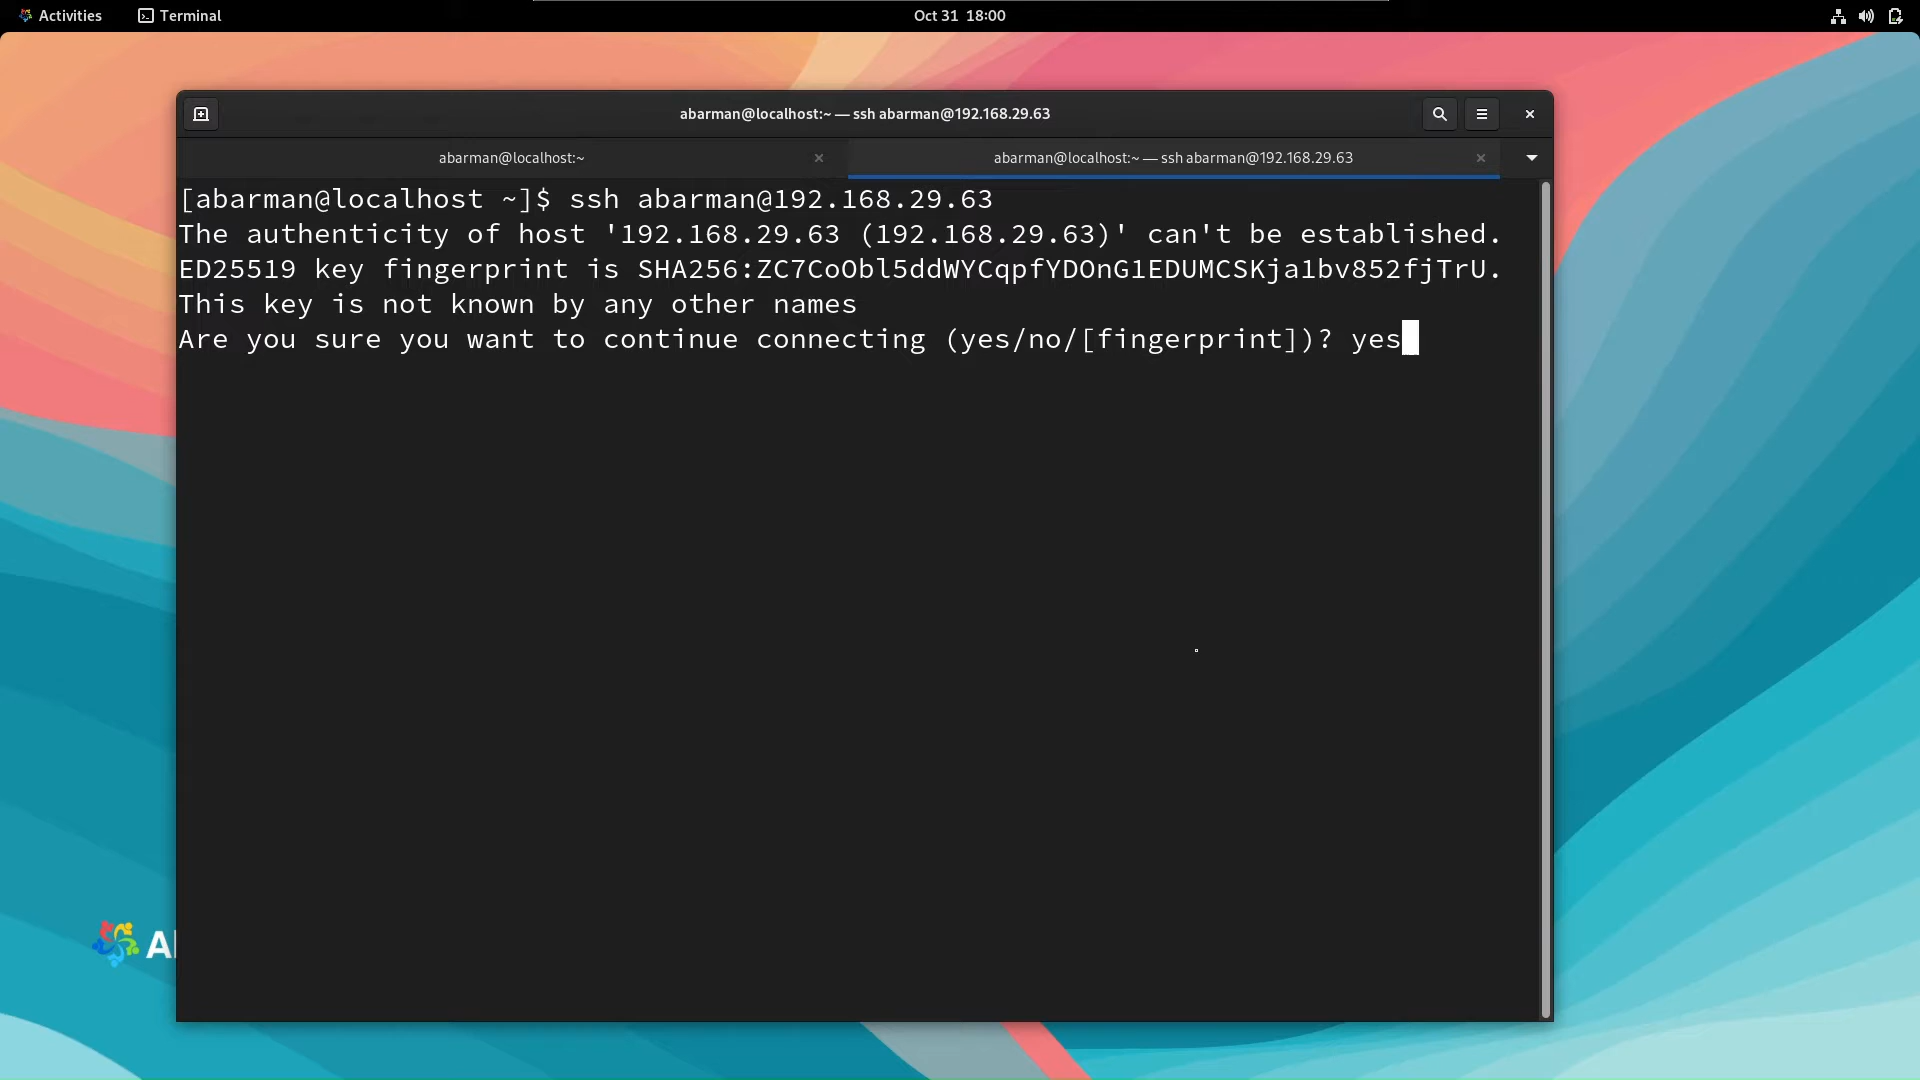 Activities Terminal Oct 31 18:00
abarman@localhost:~ — ssh abarman@192.168.29.63
abarman@localhost:~ abarman@localhost:~ — ssh abarman@192.168.29.63
[abarman@localhost ~]$ ssh abarman@192.168.29.63
The authenticity of host '192.168.29.63 (192.168.29.63)' can't be established.
ED25519 key fingerprint is SHA256:ZC7CoObl5ddWYCqpfYDOnG1EDUMCSKja1bv852fjTrU.
This key is not known by any other names
Are you sure you want to continue connecting (yes/no/[fingerprint])? yes